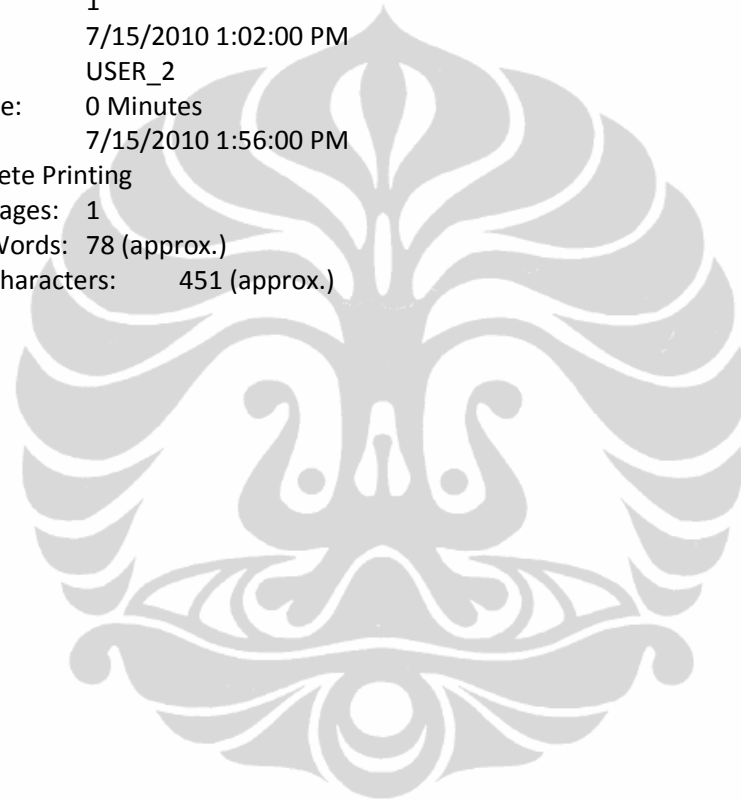 1
7/15/2010 1:02:00 PM
USER_2
e: 0 Minutes
7/15/2010 1:56:00 PM
ete Printing
ages: 1
Words: 78 (approx.)
haracters: 451 (approx.)